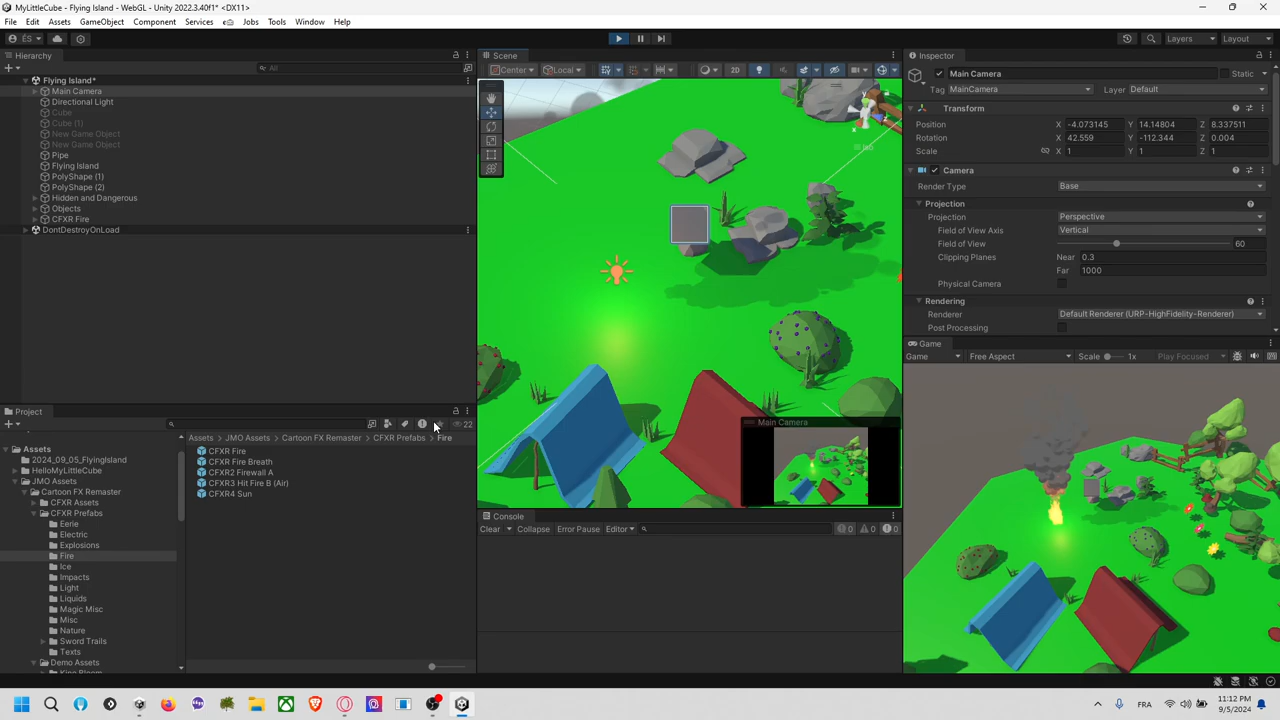 MyLittleCube - Flying Island - WebGL - Unity 2022.3.40f1* <DX11>
File Edit Assets GameObject Component Services Jobs Tools Window Help
ÉS
Layers
Layout
Hierarchy
All
Flying Island*
Main Camera
Directional Light
Cube
Cube (1)
New Game Object
New Game Object
Pipe
Flying Island
PolyShape (1)
PolyShape (2)
Hidden and Dangerous
Objects
CFXR Fire
DontDestroyOnLoad
Scene
Center Local 2D
Iso
Main Camera
Inspector
Main Camera Static
Tag MainCamera Layer Default
Transform
Position X -4.073145 Y 14.14804 Z 8.337511
Rotation X 42.559 Y -112.344 Z 0.004
Scale X 1 Y 1 Z 1
Camera
Render Type Base
Projection
Projection Perspective
Field of View Axis Vertical
Field of View 60
Clipping Planes Near 0.3
Far 1000
Physical Camera
Rendering
Renderer Default Renderer (URP-HighFidelity-Renderer)
Post Processing
Game
Game Free Aspect Scale 1x Play Focused
Project
22
Assets
2024_09_05_FlyingIsland
HelloMyLittleCube
JMO Assets
Cartoon FX Remaster
CFXR Assets
CFXR Prefabs
Eerie
Electric
Explosions
Fire
Ice
Impacts
Light
Liquids
Magic Misc
Misc
Nature
Sword Trails
Texts
Demo Assets
Assets > JMO Assets > Cartoon FX Remaster > CFXR Prefabs > Fire
CFXR Fire
CFXR Fire Breath
CFXR2 Firewall A
CFXR3 Hit Fire B (Air)
CFXR4 Sun
Console
Clear Collapse Error Pause Editor 0 0 0
FRA
11:12 PM
9/5/2024